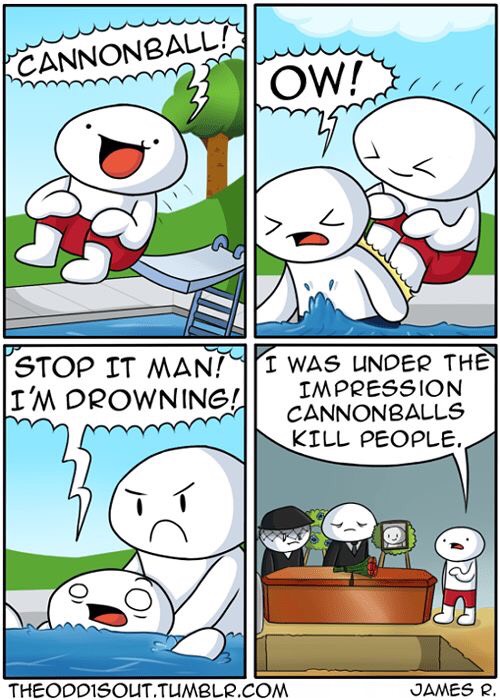 CANNONBALL!
OW!
STOP IT MAN!
I'M DROWNING!
I WAS UNDER THE
IMPRESSION
CANNONBALLS
KILL PEOPLE.
THEODD1SOUT.TUMBLR.COM
JAMES R.